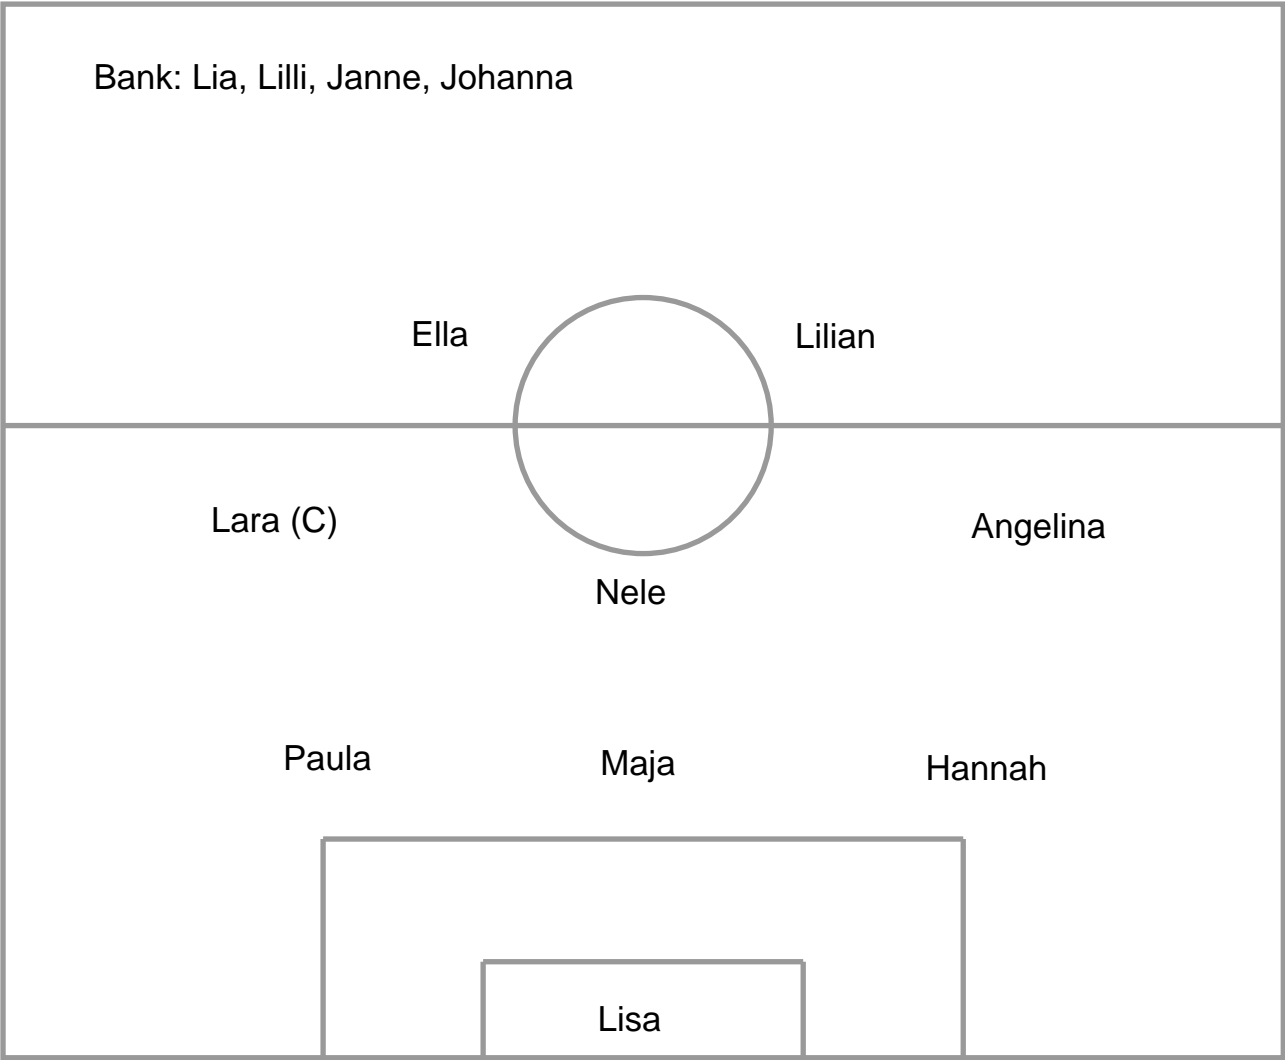 Bank: Lia, Lilli, Janne, Johanna
Ella
Lilian
Lara (C)
Angelina
Nele
Paula
Maja
Hannah
Lisa